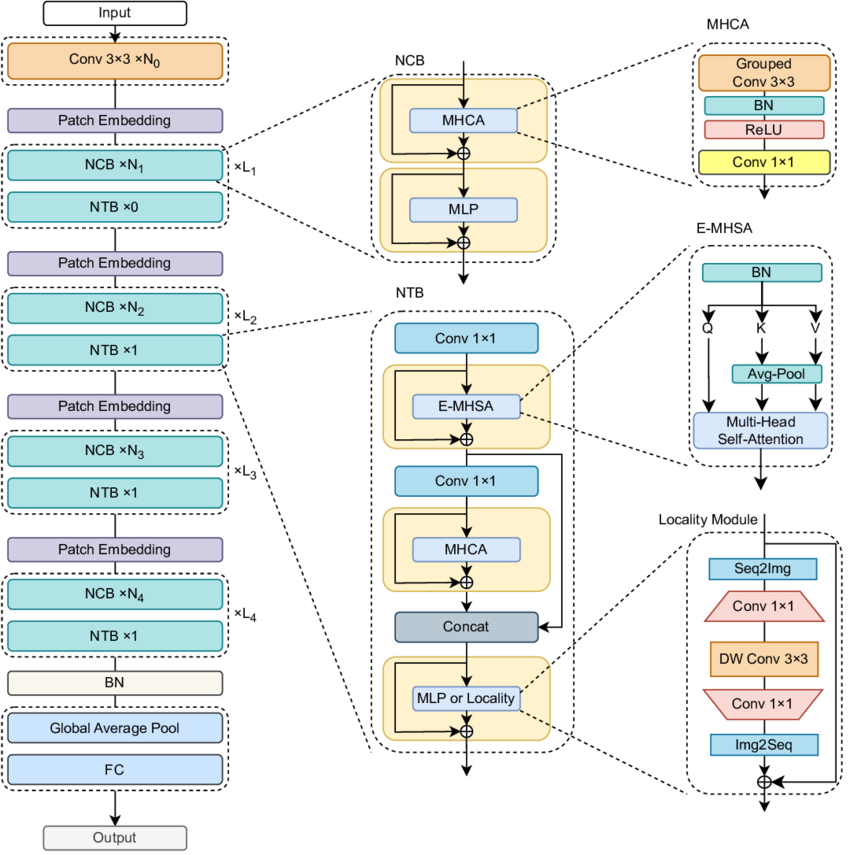 Input
Conv 3×3 ×N₀
Patch Embedding
NCB ×N₁
NTB ×0
×L₁
Patch Embedding
NCB ×N₂
NTB ×1
×L₂
Patch Embedding
NCB ×N₃
NTB ×1
×L₃
Patch Embedding
NCB ×N₄
NTB ×1
×L₄
BN
Global Average Pool
FC
Output
NCB
MHCA
MLP
NTB
Conv 1×1
E-MHSA
Conv 1×1
MHCA
Concat
MLP or Locality
MHCA
Grouped
Conv 3×3
BN
ReLU
Conv 1×1
E-MHSA
BN
Q K V
Avg-Pool
Multi-Head
Self-Attention
Locality Module
Seq2Img
Conv 1×1
DW Conv 3×3
Conv 1×1
Img2Seq